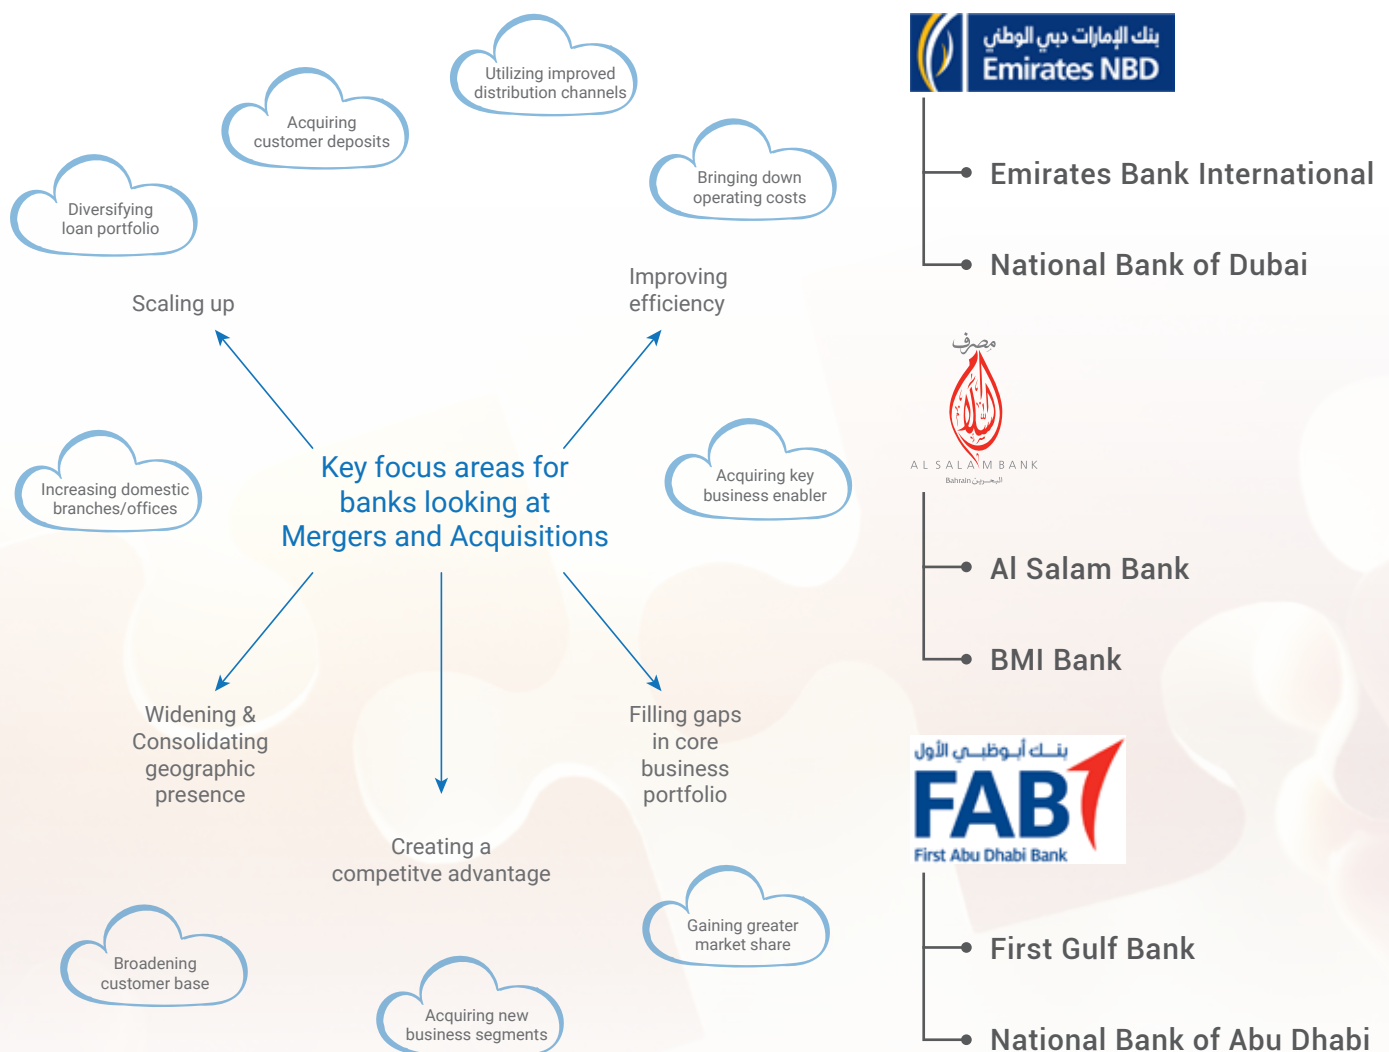 Utilizing improved
distribution channels
Acquiring
customer deposits
Bringing down
operating costs
Diversifying
loan portfolio
Scaling up
Improving
efficiency
Increasing domestic
branches/offices
Key focus areas for
banks looking at
Mergers and Acquisitions
Acquiring key
business enabler
Widening &
Consolidating
geographic
presence
Filling gaps
in core
business
portfolio
Creating a
competitve advantage
Gaining greater
market share
Broadening
customer base
Acquiring new
business segments
بنك الإمارات دبي الوطني
Emirates NBD
Emirates Bank International
National Bank of Dubai
مصرف
السلام
AL SALAM BANK
Bahrain البحرين
Al Salam Bank
BMI Bank
بنك أبوظبي الأول
FAB
First Abu Dhabi Bank
First Gulf Bank
National Bank of Abu Dhabi